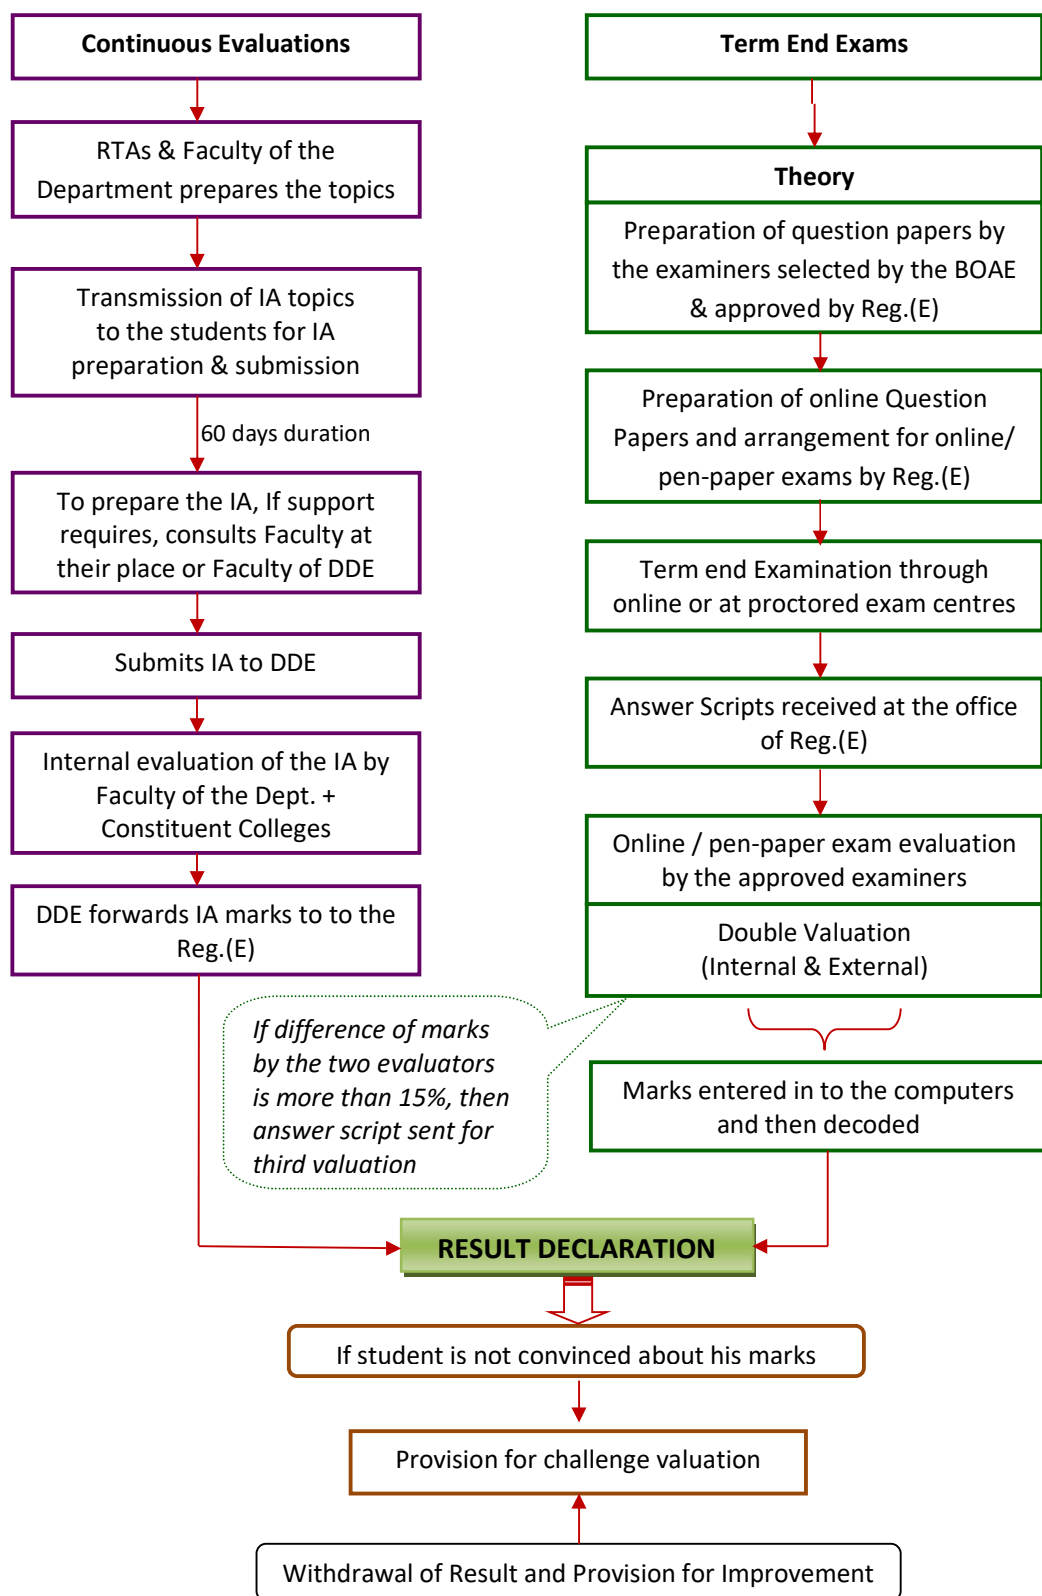 Continuous Evaluations
RTAs & Faculty of the
Department prepares the topics
Transmission of IA topics
to the students for IA
preparation & submission
60 days duration
To prepare the IA, If support
requires, consults Faculty at
their place or Faculty of DDE
Submits IA to DDE
Internal evaluation of the IA by
Faculty of the Dept. +
Constituent Colleges
DDE forwards IA marks to to the
Reg.(E)
Term End Exams
Theory
Preparation of question papers by
the examiners selected by the BOAE
& approved by Reg.(E)
Preparation of online Question
Papers and arrangement for online/
pen-paper exams by Reg.(E)
Term end Examination through
online or at proctored exam centres
Answer Scripts received at the office
of Reg.(E)
Online / pen-paper exam evaluation
by the approved examiners
Double Valuation
(Internal & External)
If difference of marks
by the two evaluators
is more than 15%, then
answer script sent for
third valuation
Marks entered in to the computers
and then decoded
RESULT DECLARATION
If student is not convinced about his marks
Provision for challenge valuation
Withdrawal of Result and Provision for Improvement